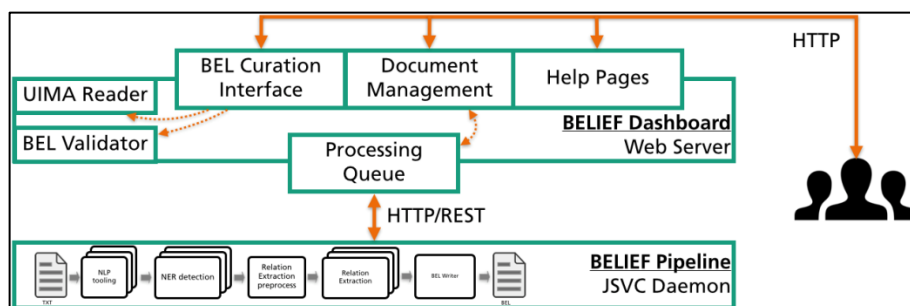 HTTP
BEL Curation
Interface
Document
Management
Help Pages
UIMA Reader
BEL Validator
BELIEF Dashboard
Web Server
Processing
Queue
HTTP/REST
BELIEF Pipeline
JSVC Daemon
TXT
NLP
tooling
NER detection
Relation
Extraction
preprocess
Relation
Extraction
BEL Writer
BEL